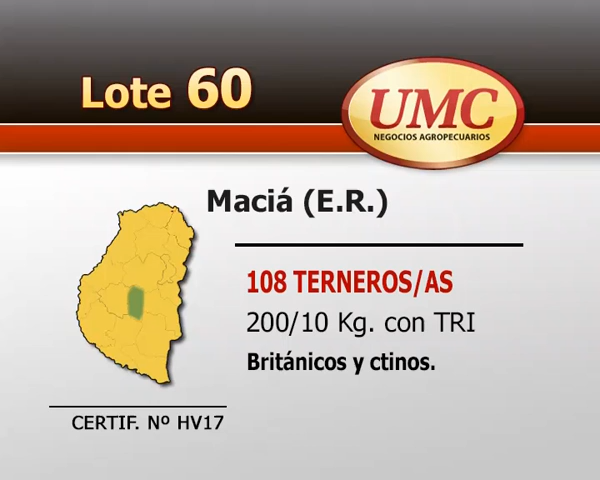 Lote 60
UMC
NEGOCIOS AGROPECUARIOS
Maciá (E.R.)
108 TERNEROS/AS
200/10 Kg. con TRI
Británicos y ctinos.
CERTIF. Nº HV17